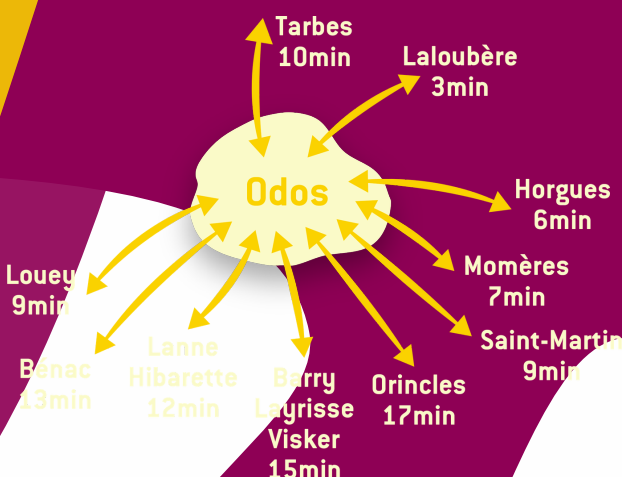 Tarbes
10min
Laloubère
3min
Odos
Horgues
6min
Momères
7min
Louey
9min
Saint-Martin
9min
Lanne
Hibarette
12min
Bénac
13min
Barry
Layrisse
Visker
15min
Orincles
17min